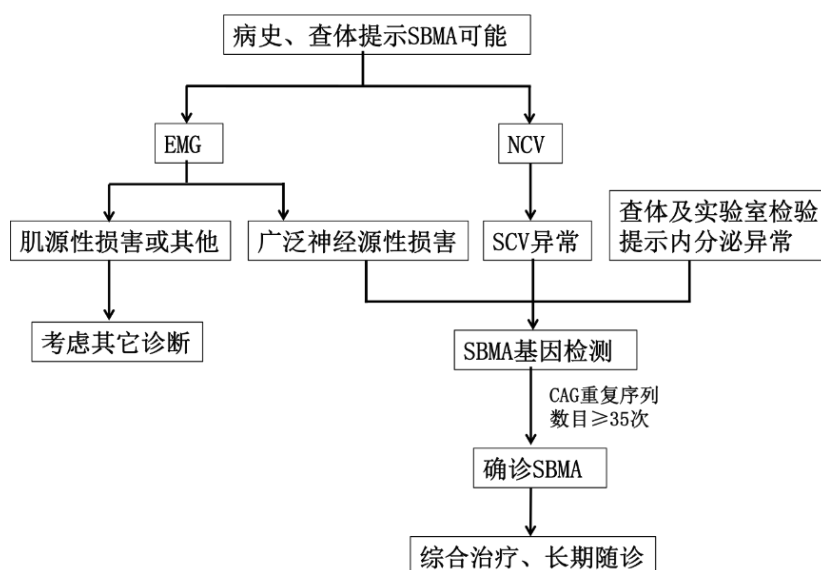 病史、查体提示SBMA可能
EMG
NCV
肌源性损害或其他
广泛神经源性损害
SCV异常
查体及实验室检验
提示内分泌异常
考虑其它诊断
SBMA基因检测
CAG重复序列
数目≥35次
确诊SBMA
综合治疗、长期随诊